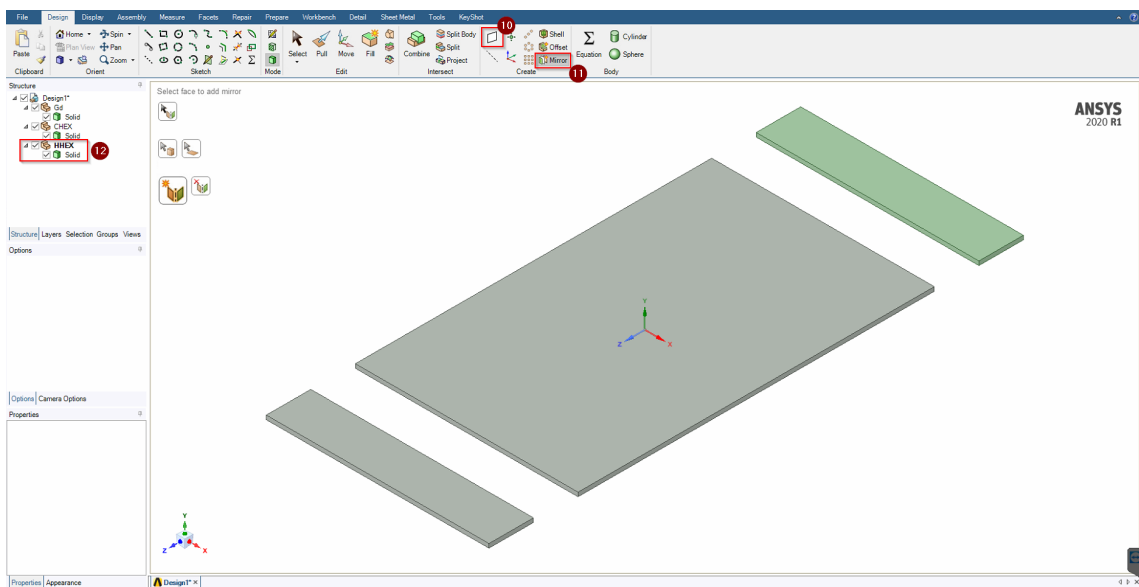 File Design Display Assembly Measure Facets Repair Prepare Workbench Detail Sheet Metal Tools KeyShot
10
Home Spin
Plan View Pan
Zoom
Paste
Select Pull Move Fill
Combine
Split Body
Split
Project
Shell
Offset
Mirror
Equation
Cylinder
Sphere
Clipboard Orient Sketch Mode Edit Intersect Create Body
11
Structure
Design1*
Gd
Solid
CHEX
Solid
HHEX
Solid
12
Select face to add mirror
ANSYS
2020 R1
Structure Layers Selection Groups Views
Options
Y
Z
X
Options Camera Options
Properties
Y
Z
X
Properties Appearance
Design1*